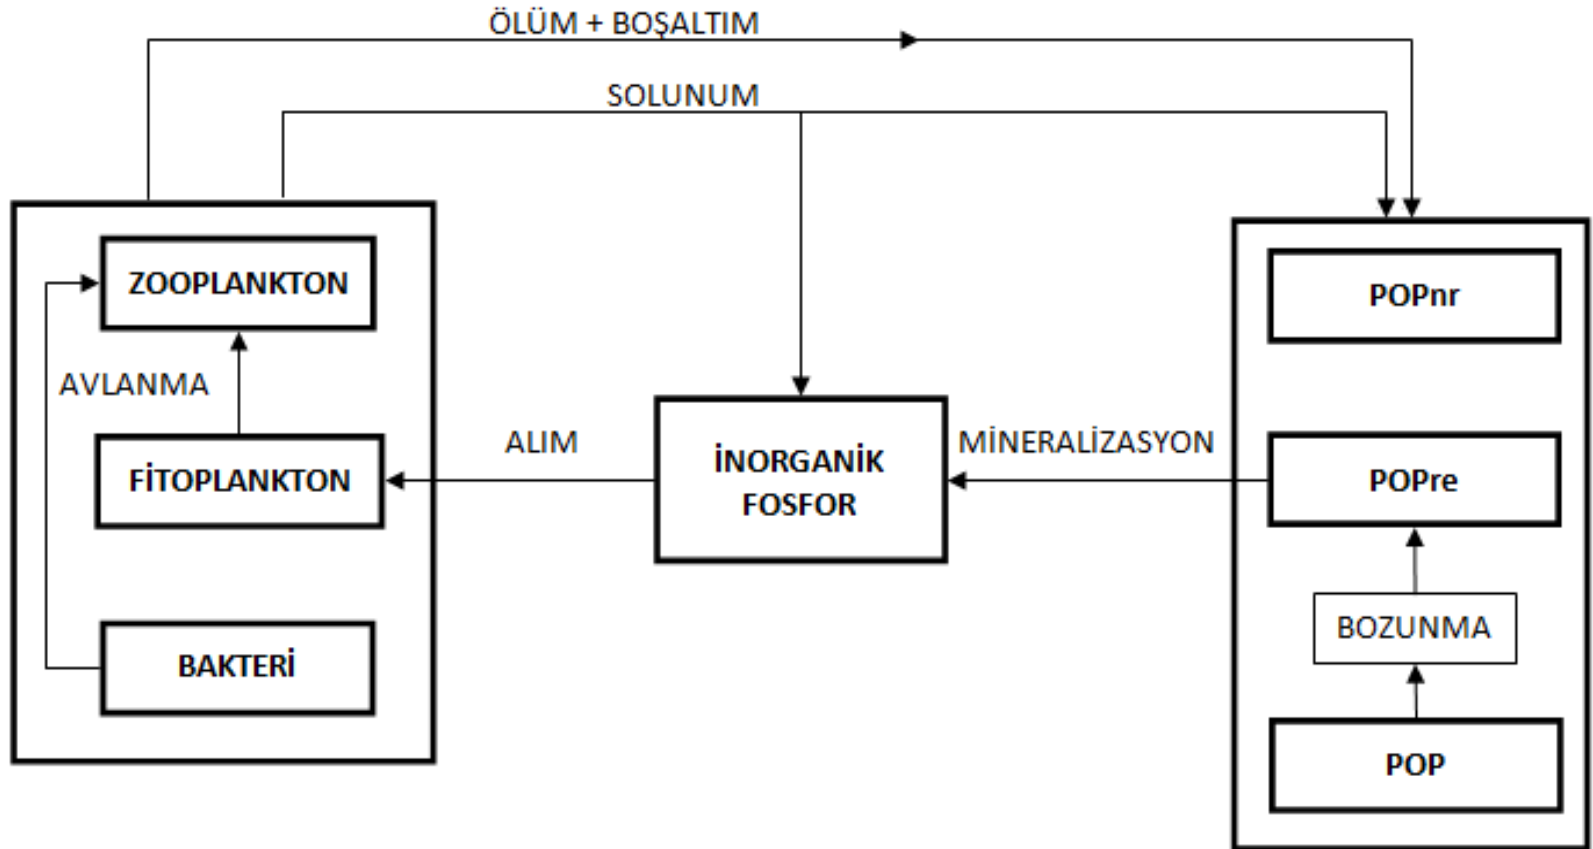 ÖLÜM + BOŞALTIM
SOLUNUM
ZOOPLANKTON
POPnr
AVLANMA
ALIM
MİNERALİZASYON
FİTOPLANKTON
İNORGANİK
FOSFOR
POPre
BOZUNMA
BAKTERİ
POP